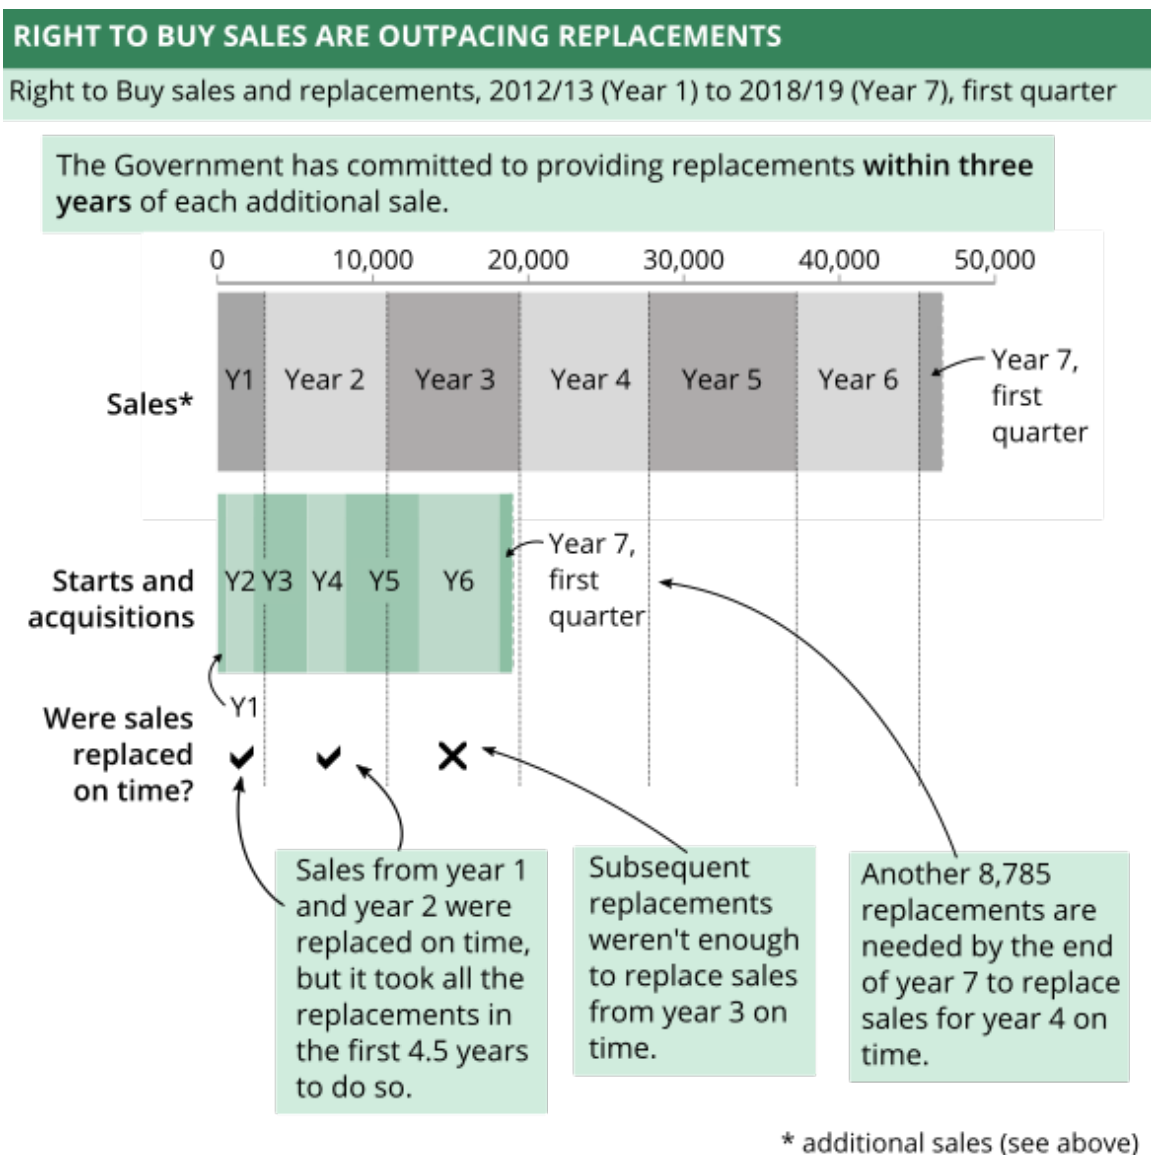 RIGHT TO BUY SALES ARE OUTPACING REPLACEMENTS
Right to Buy sales and replacements, 2012/13 (Year 1) to 2018/19 (Year 7), first quarter
The Government has committed to providing replacements within three
years of each additional sale.
0 10,000 20,000 30,000 40,000 50,000
Sales*
Y1 Year 2 Year 3 Year 4 Year 5 Year 6
Year 7,
first
quarter
Starts and
acquisitions
Y2 Y3 Y4 Y5 Y6
Year 7,
first
quarter
Y1
Were sales
replaced
on time?
Sales from year 1
and year 2 were
replaced on time,
but it took all the
replacements in
the first 4.5 years
to do so.
Subsequent
replacements
weren't enough
to replace sales
from year 3 on
time.
Another 8,785
replacements are
needed by the end
of year 7 to replace
sales for year 4 on
time.
* additional sales (see above)